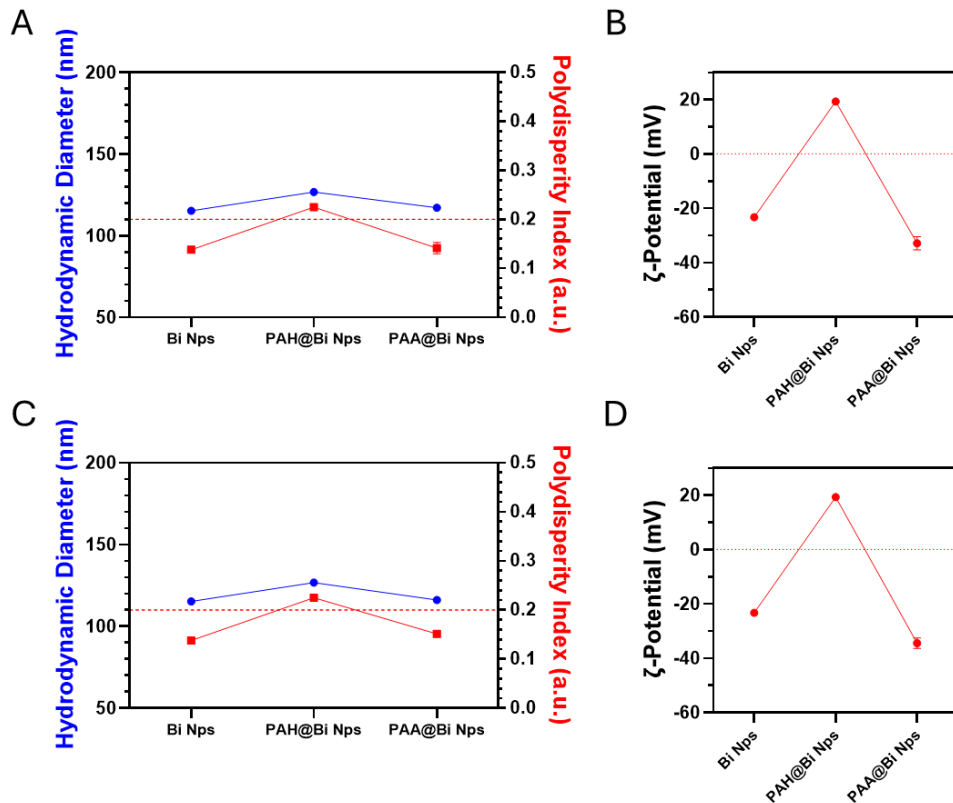 A
Hydrodynamic Diameter (nm)
200
150
100
50
0.5
0.4
0.3
0.2
0.1
0.0
Polydisperity Index (a.u.)
Bi Nps
PAH@Bi Nps
PAA@Bi Nps
B
ζ-Potential (mV)
20
0
-20
-40
-60
Bi Nps
PAH@Bi Nps
PAA@Bi Nps
C
Hydrodynamic Diameter (nm)
200
150
100
50
0.5
0.4
0.3
0.2
0.1
0.0
Polydisperity Index (a.u.)
Bi Nps
PAH@Bi Nps
PAA@Bi Nps
D
ζ-Potential (mV)
20
0
-20
-40
-60
Bi Nps
PAH@Bi Nps
PAA@Bi Nps